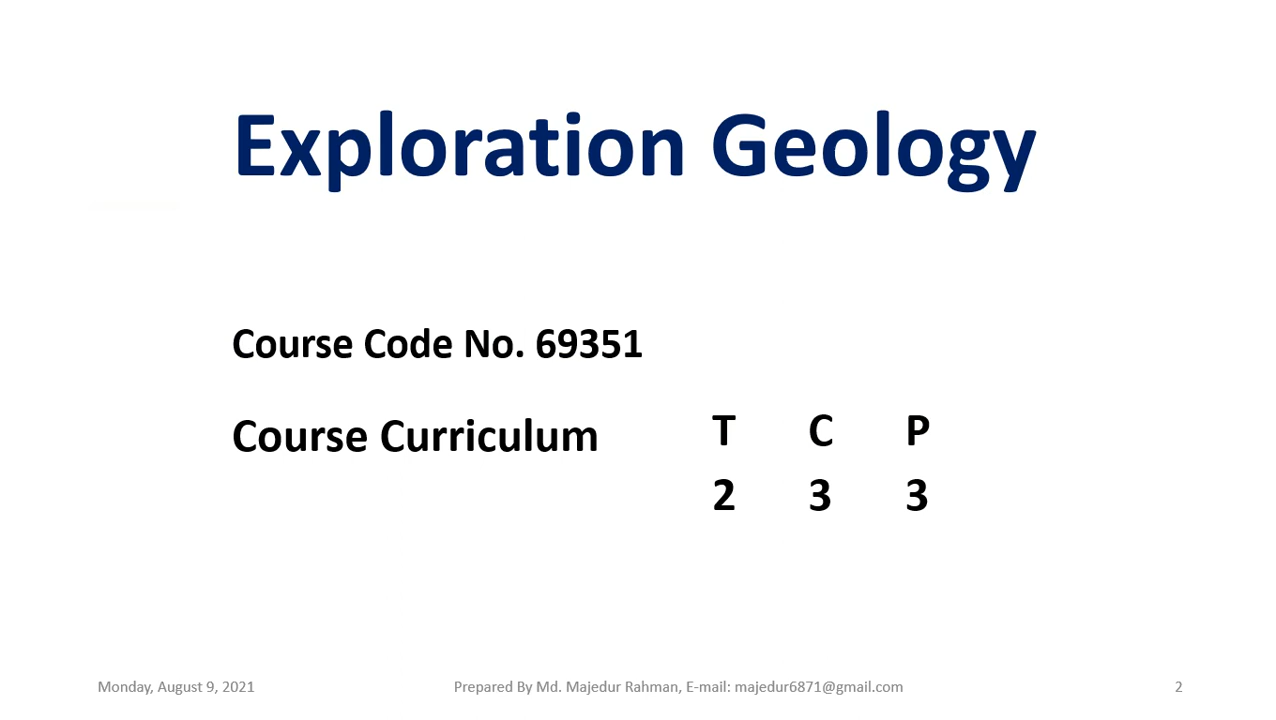 Exploration Geology
Course Code No. 69351
Course Curriculum
T C P
2 3 3
Monday, August 9, 2021 Prepared By Md. Majedur Rahman, E-mail: majedur6871@gmail.com 2